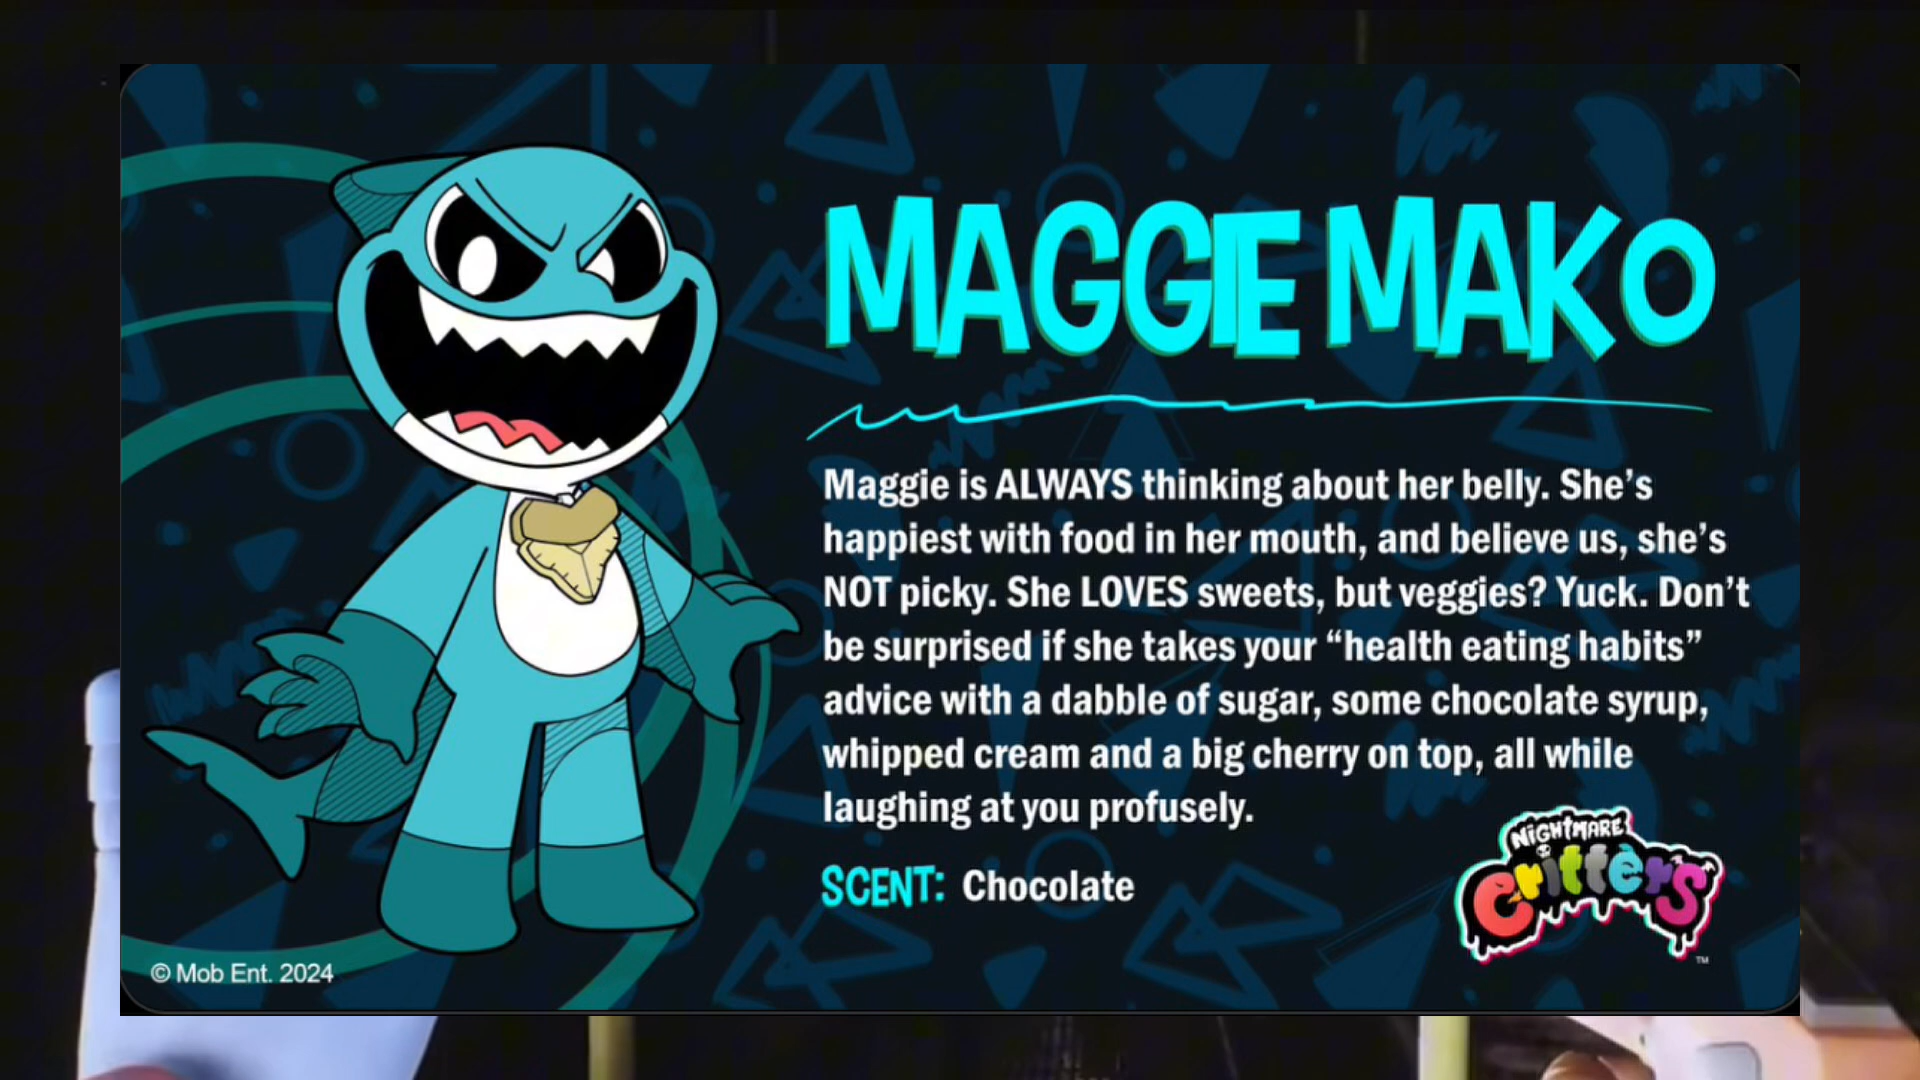 MAGGIE MAKO
Maggie is ALWAYS thinking about her belly. She’s
happiest with food in her mouth, and believe us, she’s
NOT picky. She LOVES sweets, but veggies? Yuck. Don’t
be surprised if she takes your “health eating habits”
advice with a dabble of sugar, some chocolate syrup,
whipped cream and a big cherry on top, all while
laughing at you profusely.
SCENT: Chocolate
NIGHTMARE
CRITTERS
TM
© Mob Ent. 2024